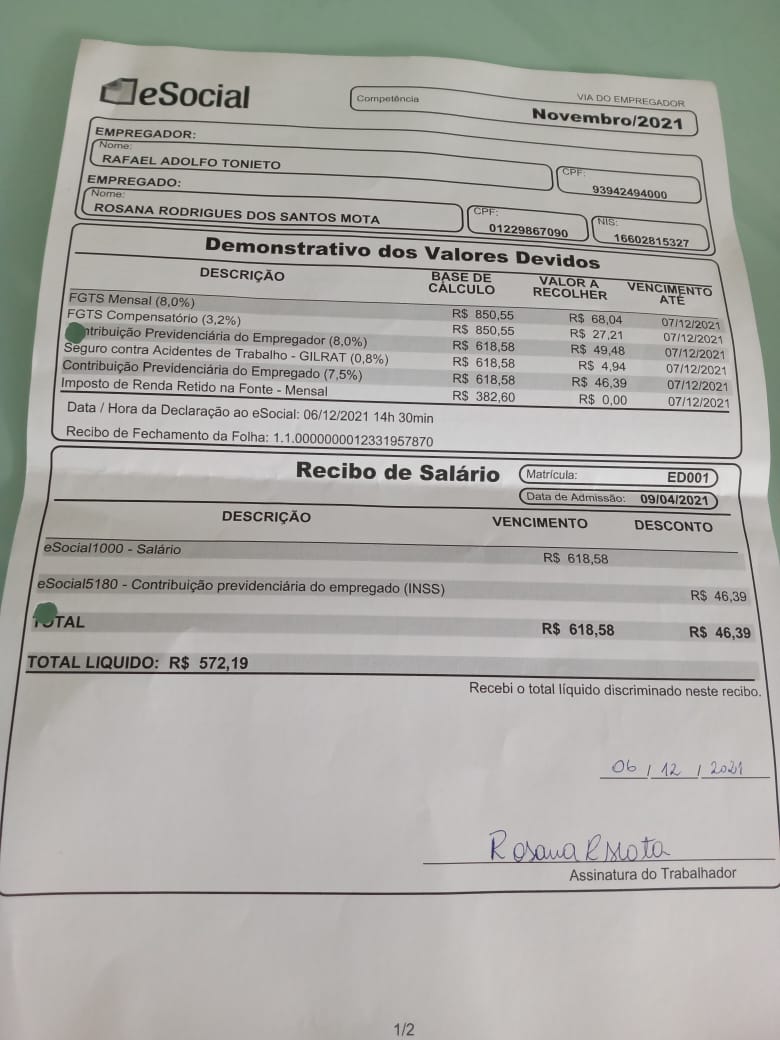 eSocial
Competência
VIA DO EMPREGADOR
Novembro/2021
EMPREGADOR:
Nome:
RAFAEL ADOLFO TONIETO
CPF:
93942494000
EMPREGADO:
Nome:
ROSANA RODRIGUES DOS SANTOS MOTA
CPF:
01229867090
NIS:
16602815327
Demonstrativo dos Valores Devidos
DESCRIÇÃO BASE DE CÁLCULO VALOR A RECOLHER VENCIMENTO ATÉ
FGTS Mensal (8,0%) R$ 850,55 R$ 68,04 07/12/2021
FGTS Compensatório (3,2%) R$ 850,55 R$ 27,21 07/12/2021
ntribuição Previdenciária do Empregador (8,0%) R$ 618,58 R$ 49,48 07/12/2021
Seguro contra Acidentes de Trabalho - GILRAT (0,8%) R$ 618,58 R$ 4,94 07/12/2021
Contribuição Previdenciária do Empregado (7,5%) R$ 618,58 R$ 46,39 07/12/2021
Imposto de Renda Retido na Fonte - Mensal R$ 382,60 R$ 0,00 07/12/2021
Data / Hora da Declaração ao eSocial: 06/12/2021 14h 30min
Recibo de Fechamento da Folha: 1.1.0000000012331957870
Recibo de Salário
Matrícula: ED001
Data de Admissão: 09/04/2021
DESCRIÇÃO VENCIMENTO DESCONTO
eSocial1000 - Salário R$ 618,58
eSocial5180 - Contribuição previdenciária do empregado (INSS) R$ 46,39
TOTAL R$ 618,58 R$ 46,39
TOTAL LIQUIDO: R$ 572,19
Recebi o total líquido discriminado neste recibo.
06 / 12 / 2021
Rosana R Mota
Assinatura do Trabalhador
1/2